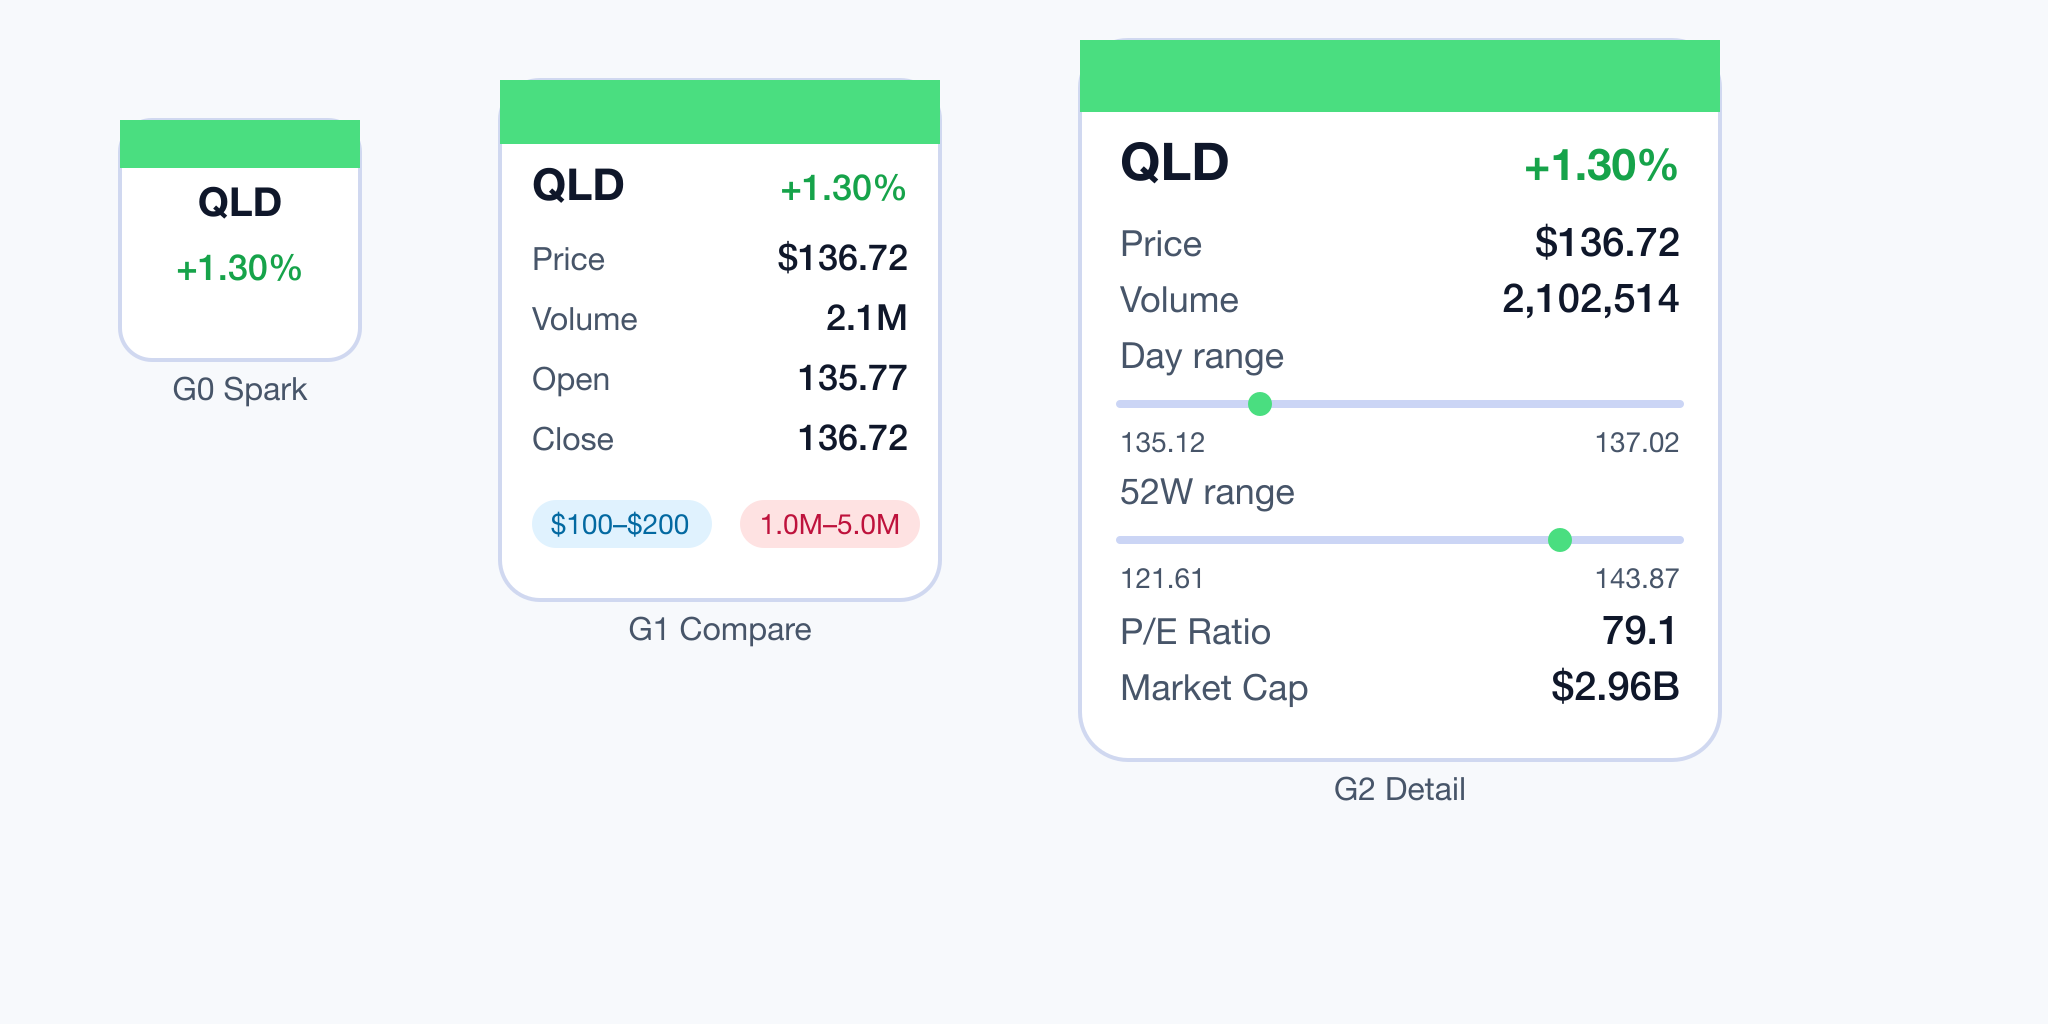 QLD
+1.30%
G0 Spark
QLD +1.30%
Price $136.72
Volume 2.1M
Open 135.77
Close 136.72
$100–$200 1.0M–5.0M
G1 Compare
QLD +1.30%
Price $136.72
Volume 2,102,514
Day range
135.12 137.02
52W range
121.61 143.87
P/E Ratio 79.1
Market Cap $2.96B
G2 Detail